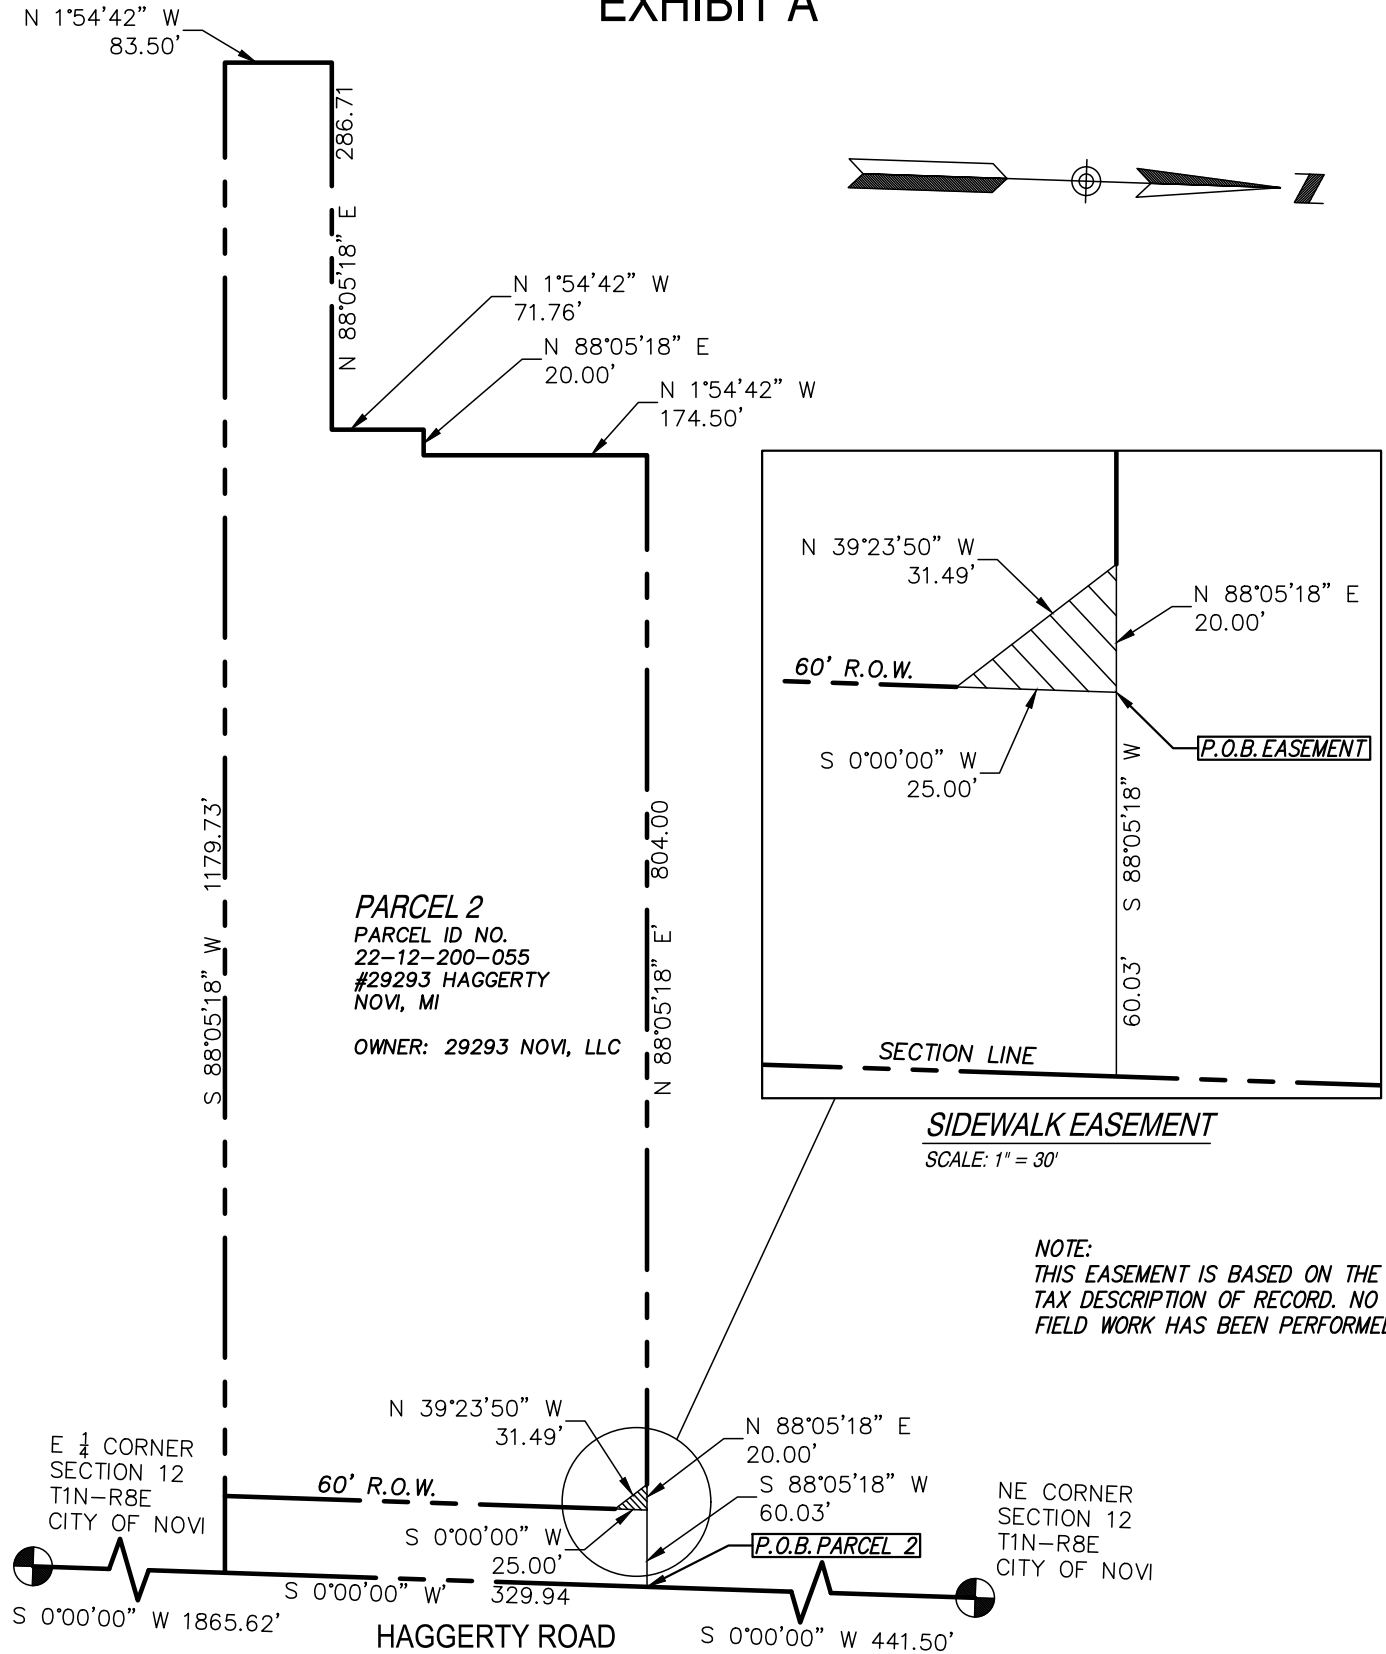 EXHIBIT A
N 1°54'42” W
83.50'
286.71
N 88°05'18” E
N 1°54'42” W
71.76'
N 88°05'18” E
20.00'
N 1°54'42” W
174.50'
Z
N 39°23'50” W
31.49'
N 88°05'18” E
20.00'
60' R.O.W.
P.O.B. EASEMENT
S 0°00'00” W
25.00'
S 88°05'18” W
60.03'
SECTION LINE
SIDEWALK EASEMENT
SCALE: 1" = 30'
1179.73'
S 88°05'18” W
804.00
N 88°05'18” E'
PARCEL 2
PARCEL ID NO.
22-12-200-055
#29293 HAGGERTY
NOVI, MI
OWNER: 29293 NOVI, LLC
NOTE:
THIS EASEMENT IS BASED ON THE
TAX DESCRIPTION OF RECORD. NO
FIELD WORK HAS BEEN PERFORMED
N 39°23'50” W
31.49'
N 88°05'18” E
20.00'
S 88°05'18” W
60.03'
60' R.O.W.
S 0°00'00” W
25.00'
P.O.B. PARCEL 2
E 1/4 CORNER
SECTION 12
T1N-R8E
CITY OF NOVI
NE CORNER
SECTION 12
T1N-R8E
CITY OF NOVI
S 0°00'00” W' 329.94
S 0°00'00” W 1865.62'
HAGGERTY ROAD
S 0°00'00” W 441.50'